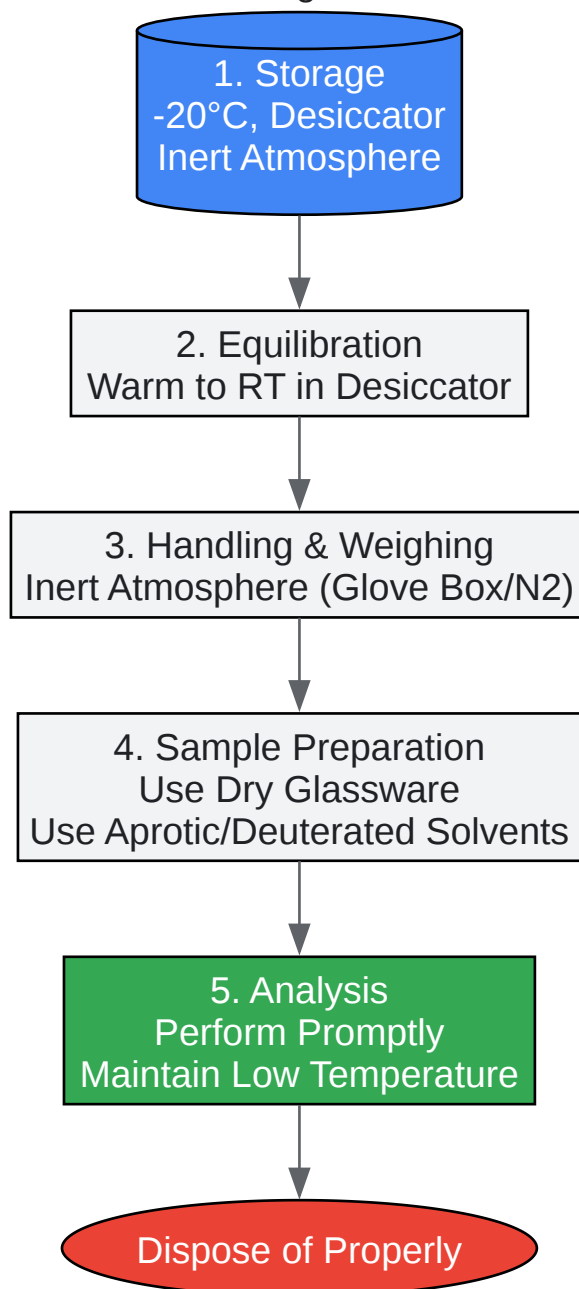 1. Storage
-20°C, Desiccator
Inert Atmosphere
2. Equilibration
Warm to RT in Desiccator
3. Handling & Weighing
Inert Atmosphere (Glove Box/N2)
4. Sample Preparation
Use Dry Glassware
Use Aprotic/Deuterated Solvents
5. Analysis
Perform Promptly
Maintain Low Temperature
Dispose of Properly